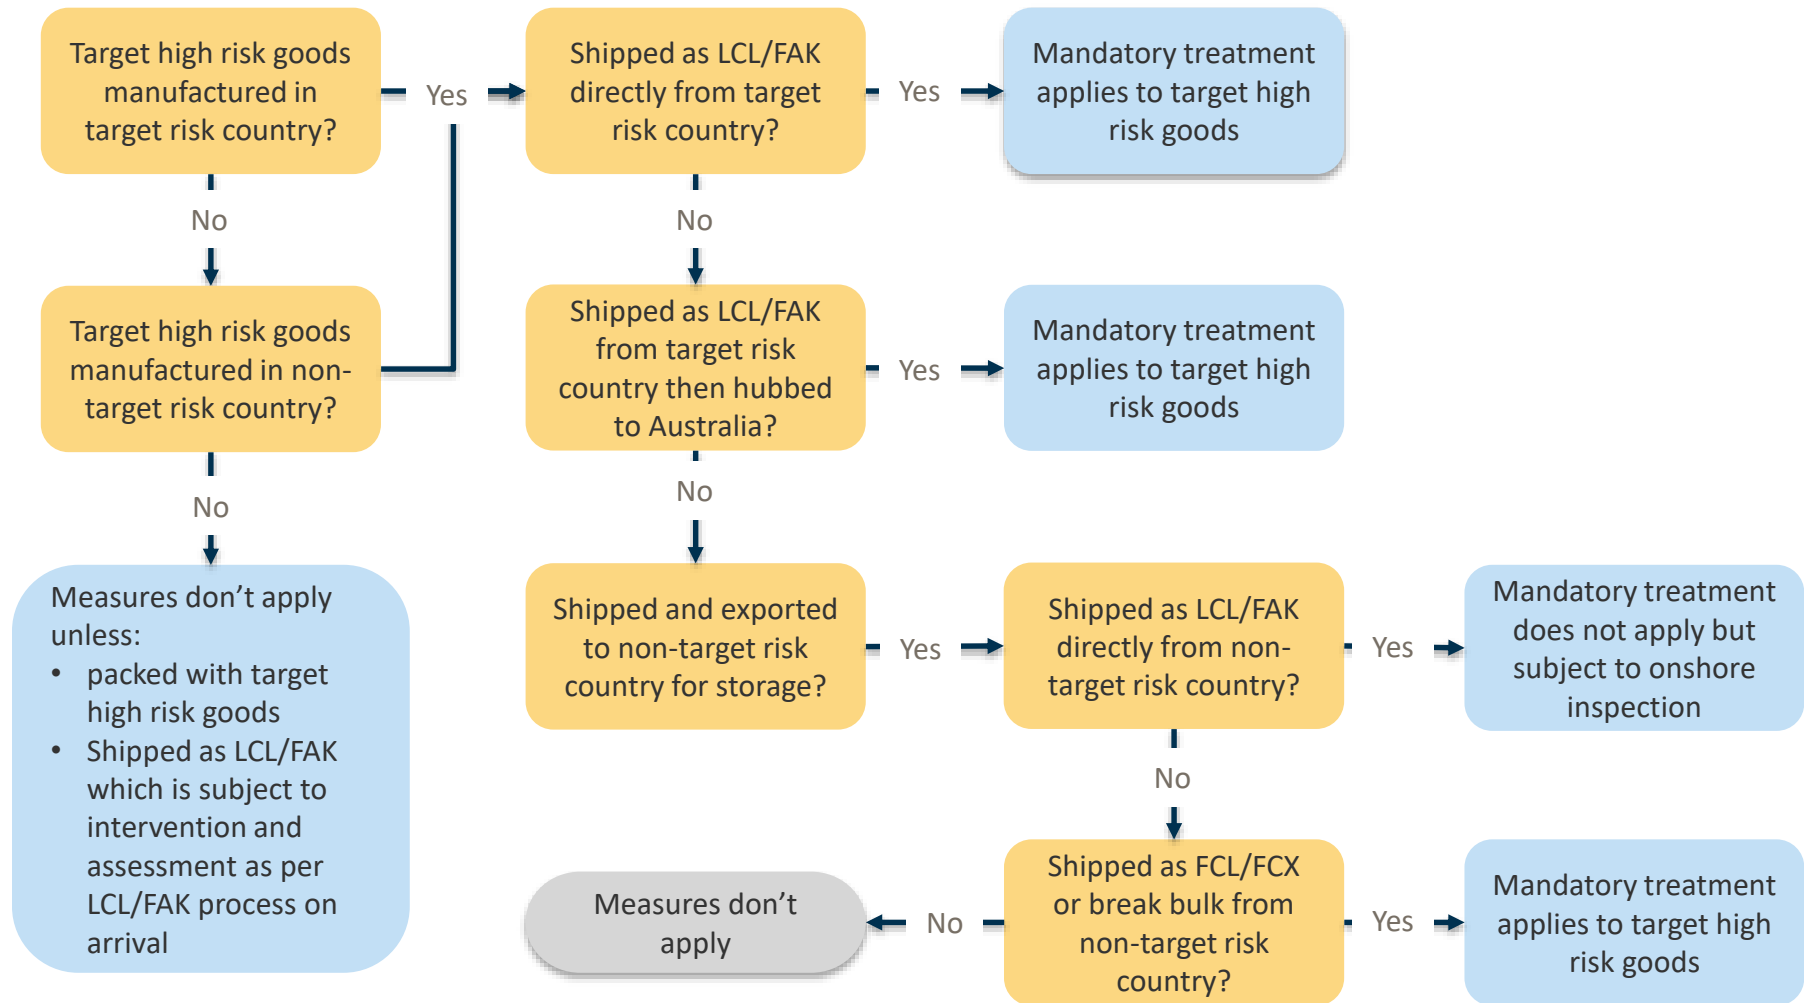 Target high risk goods
manufactured in
target risk country?
Yes
Shipped as LCL/FAK
directly from target
risk country?
Yes
Mandatory treatment
applies to target high
risk goods
No
No
Target high risk goods
manufactured in non-
target risk country?
Shipped as LCL/FAK
from target risk
country then hubbed
to Australia?
Yes
Mandatory treatment
applies to target high
risk goods
No
No
Measures don’t apply
unless:
• packed with target
high risk goods
• Shipped as LCL/FAK
which is subject to
intervention and
assessment as per
LCL/FAK process on
arrival
Shipped and exported
to non-target risk
country for storage?
Yes
Shipped as LCL/FAK
directly from non-
target risk country?
Yes
Mandatory treatment
does not apply but
subject to onshore
inspection
No
Measures don’t
apply
No
Shipped as FCL/FCX
or break bulk from
non-target risk
country?
Yes
Mandatory treatment
applies to target high
risk goods